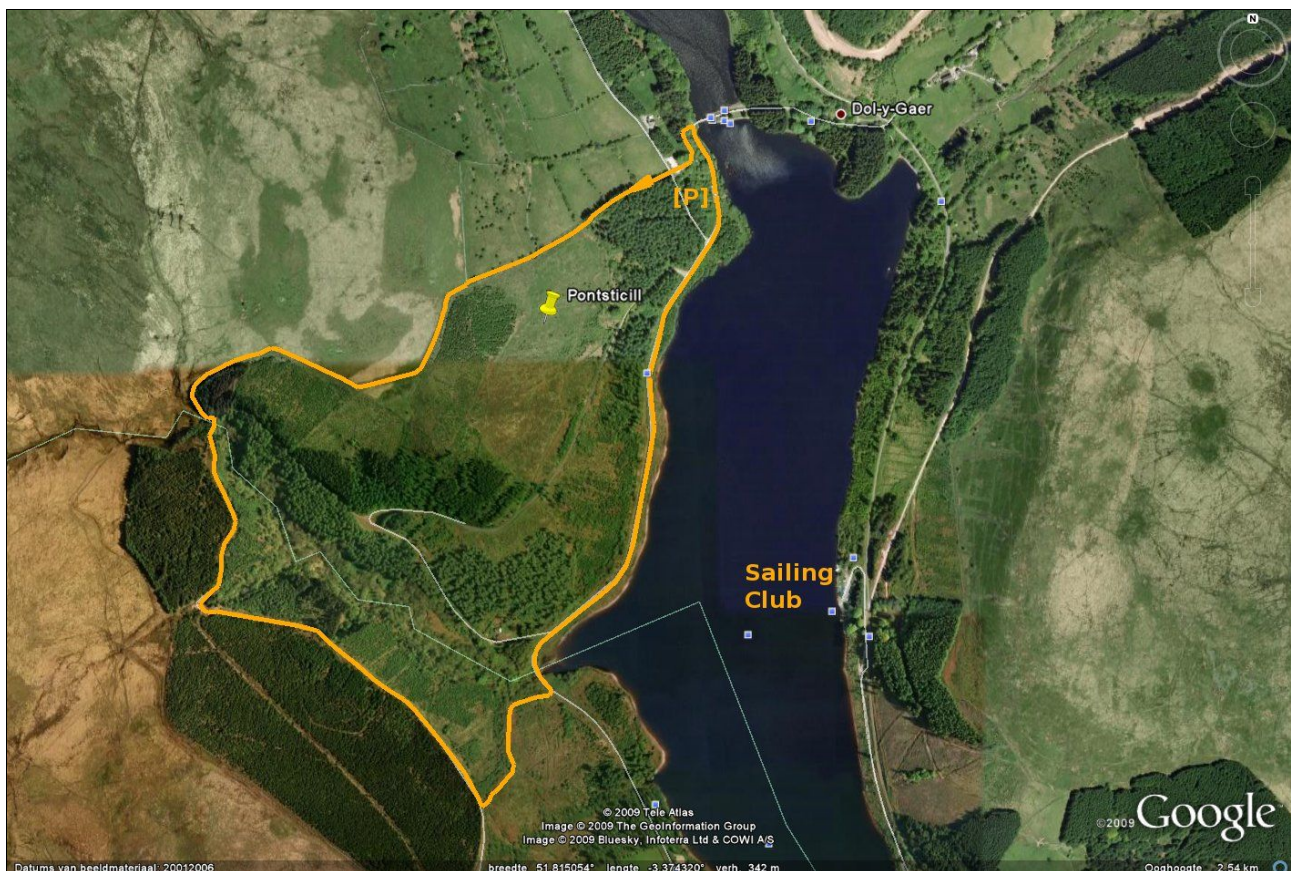 N
Dol-y-Gaer
[P]
Pontsticill
Sailing
Club
© 2009 Tele Atlas
Image © 2009 The GeoInformation Group
Image © 2009 Bluesky, Infoterra Ltd & COWI A/S
©2009 Google™
Datums van beeldmateriaal: 20012006 breedte 51.815054° lengte -3.374320° verh. 342 m Ooghoogte 2.54 km